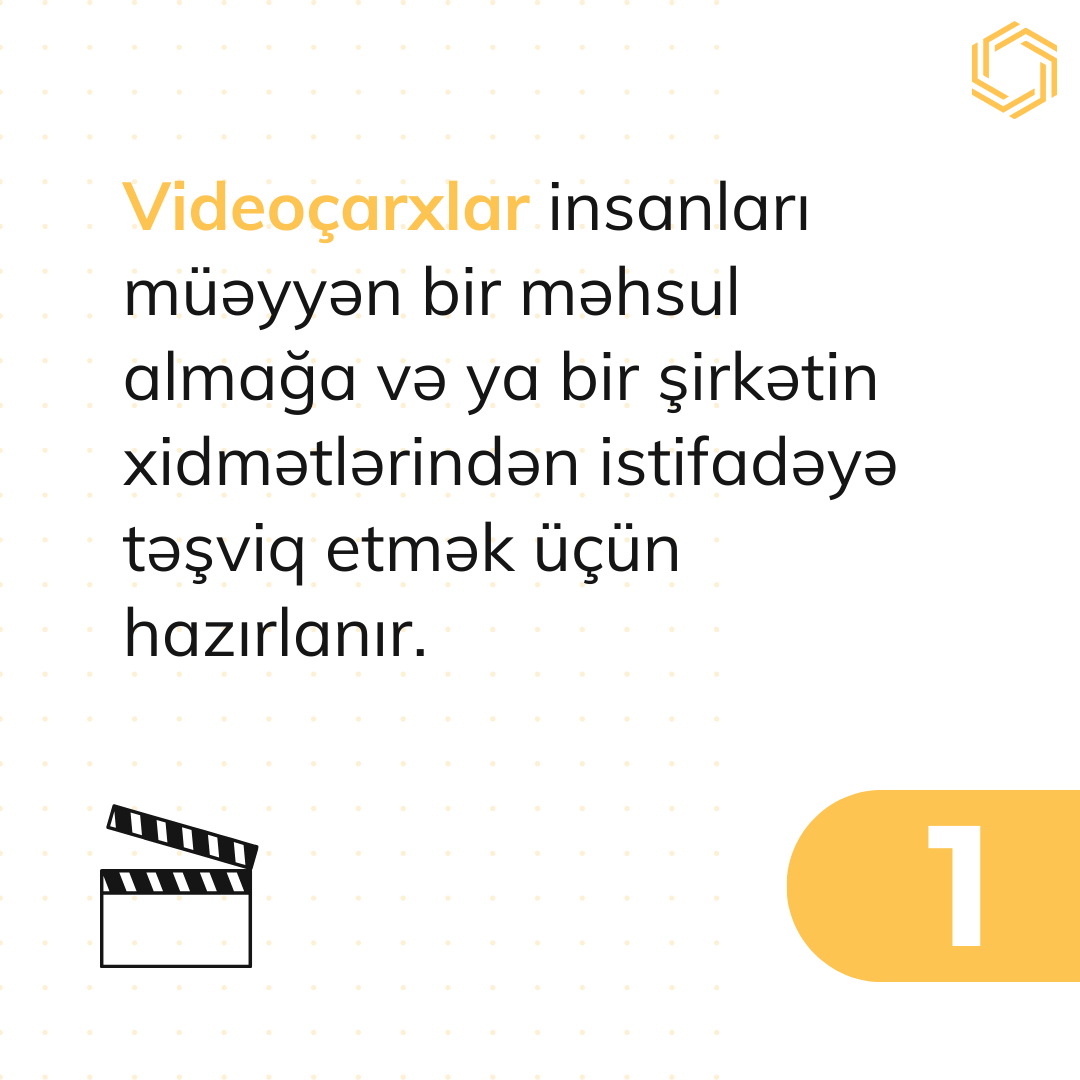 Videoçarxlar insanları
müəyyən bir məhsul
almağa və ya bir şirkətin
xidmətlərindən istifadəyə
təşviq etmək üçün
hazırlanır.
1